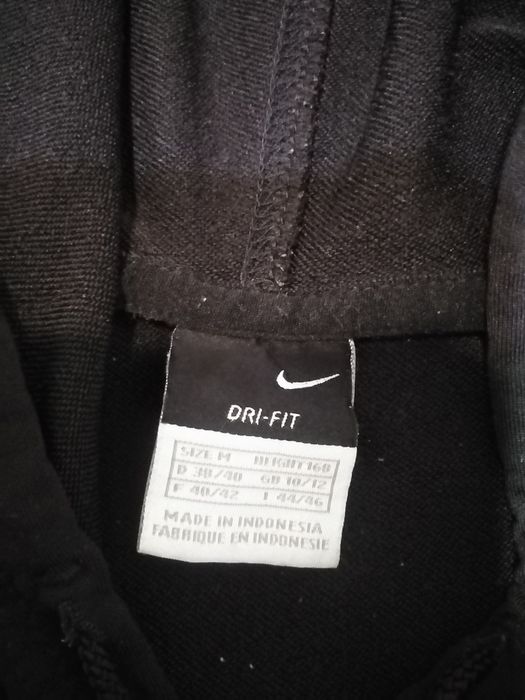 DRI-FIT
SIZE M HEIGHT 168
D 38/40 GB 10/12
F 40/42 I 44/46
MADE IN INDONESIA
FABRIQUE EN INDONESIE